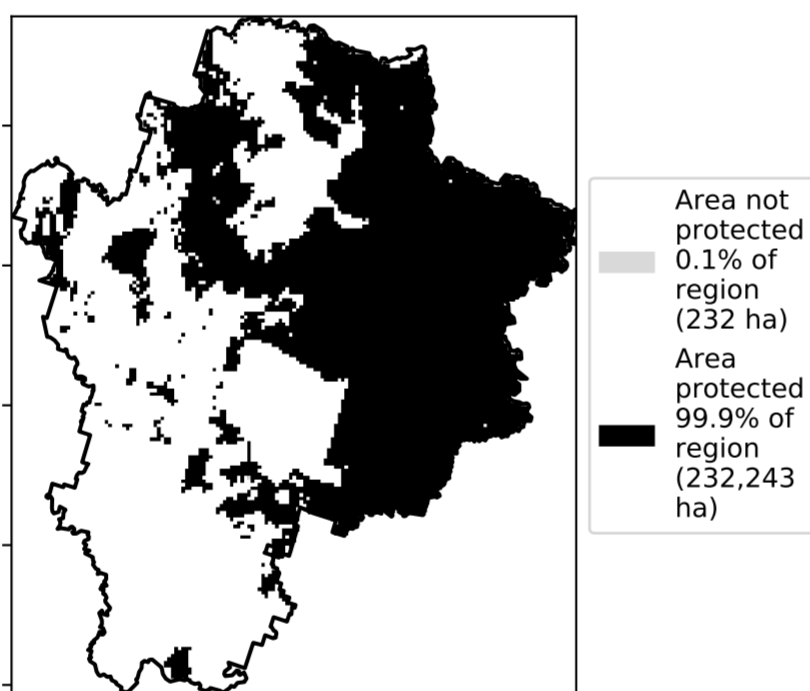 Area not
protected
0.1% of
region
(232 ha)
Area
protected
99.9% of
region
(232,243
ha)